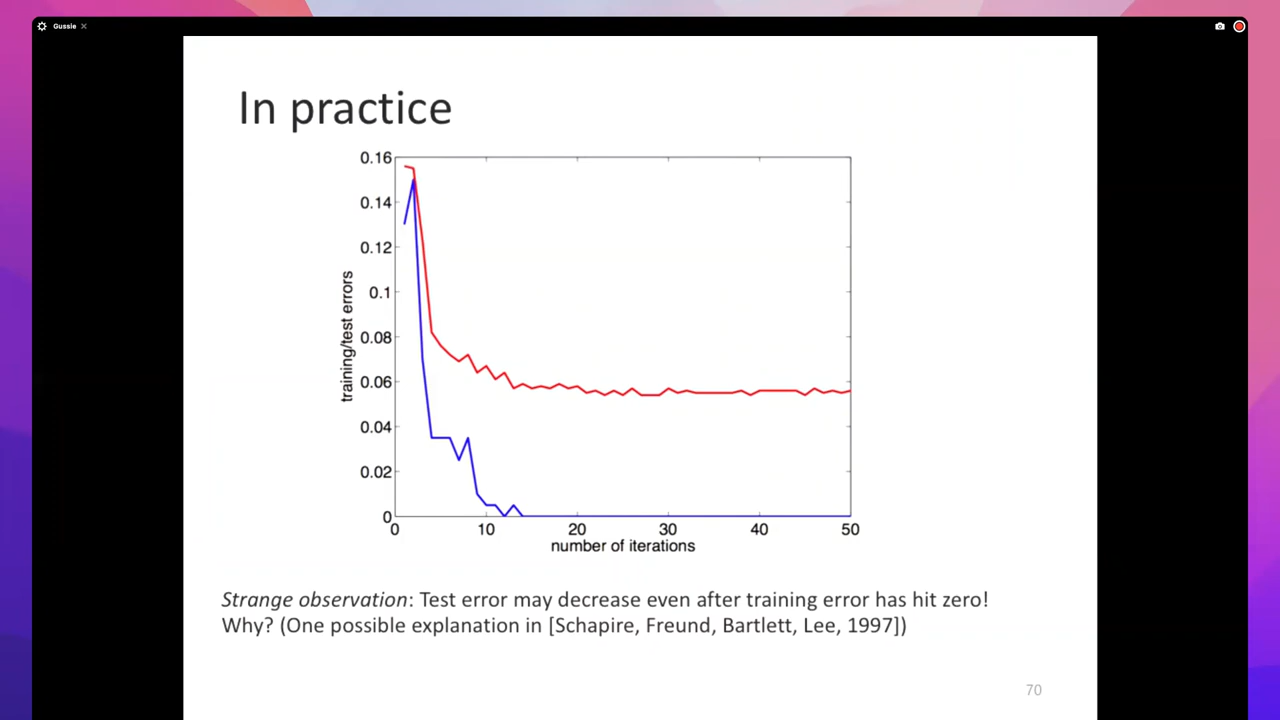 Gussie
In practice
0.16
0.14
0.12
0.1
0.08
0.06
0.04
0.02
0
training/test errors
0 10 20 30 40 50
number of iterations
Strange observation: Test error may decrease even after training error has hit zero!
Why? (One possible explanation in [Schapire, Freund, Bartlett, Lee, 1997])
70